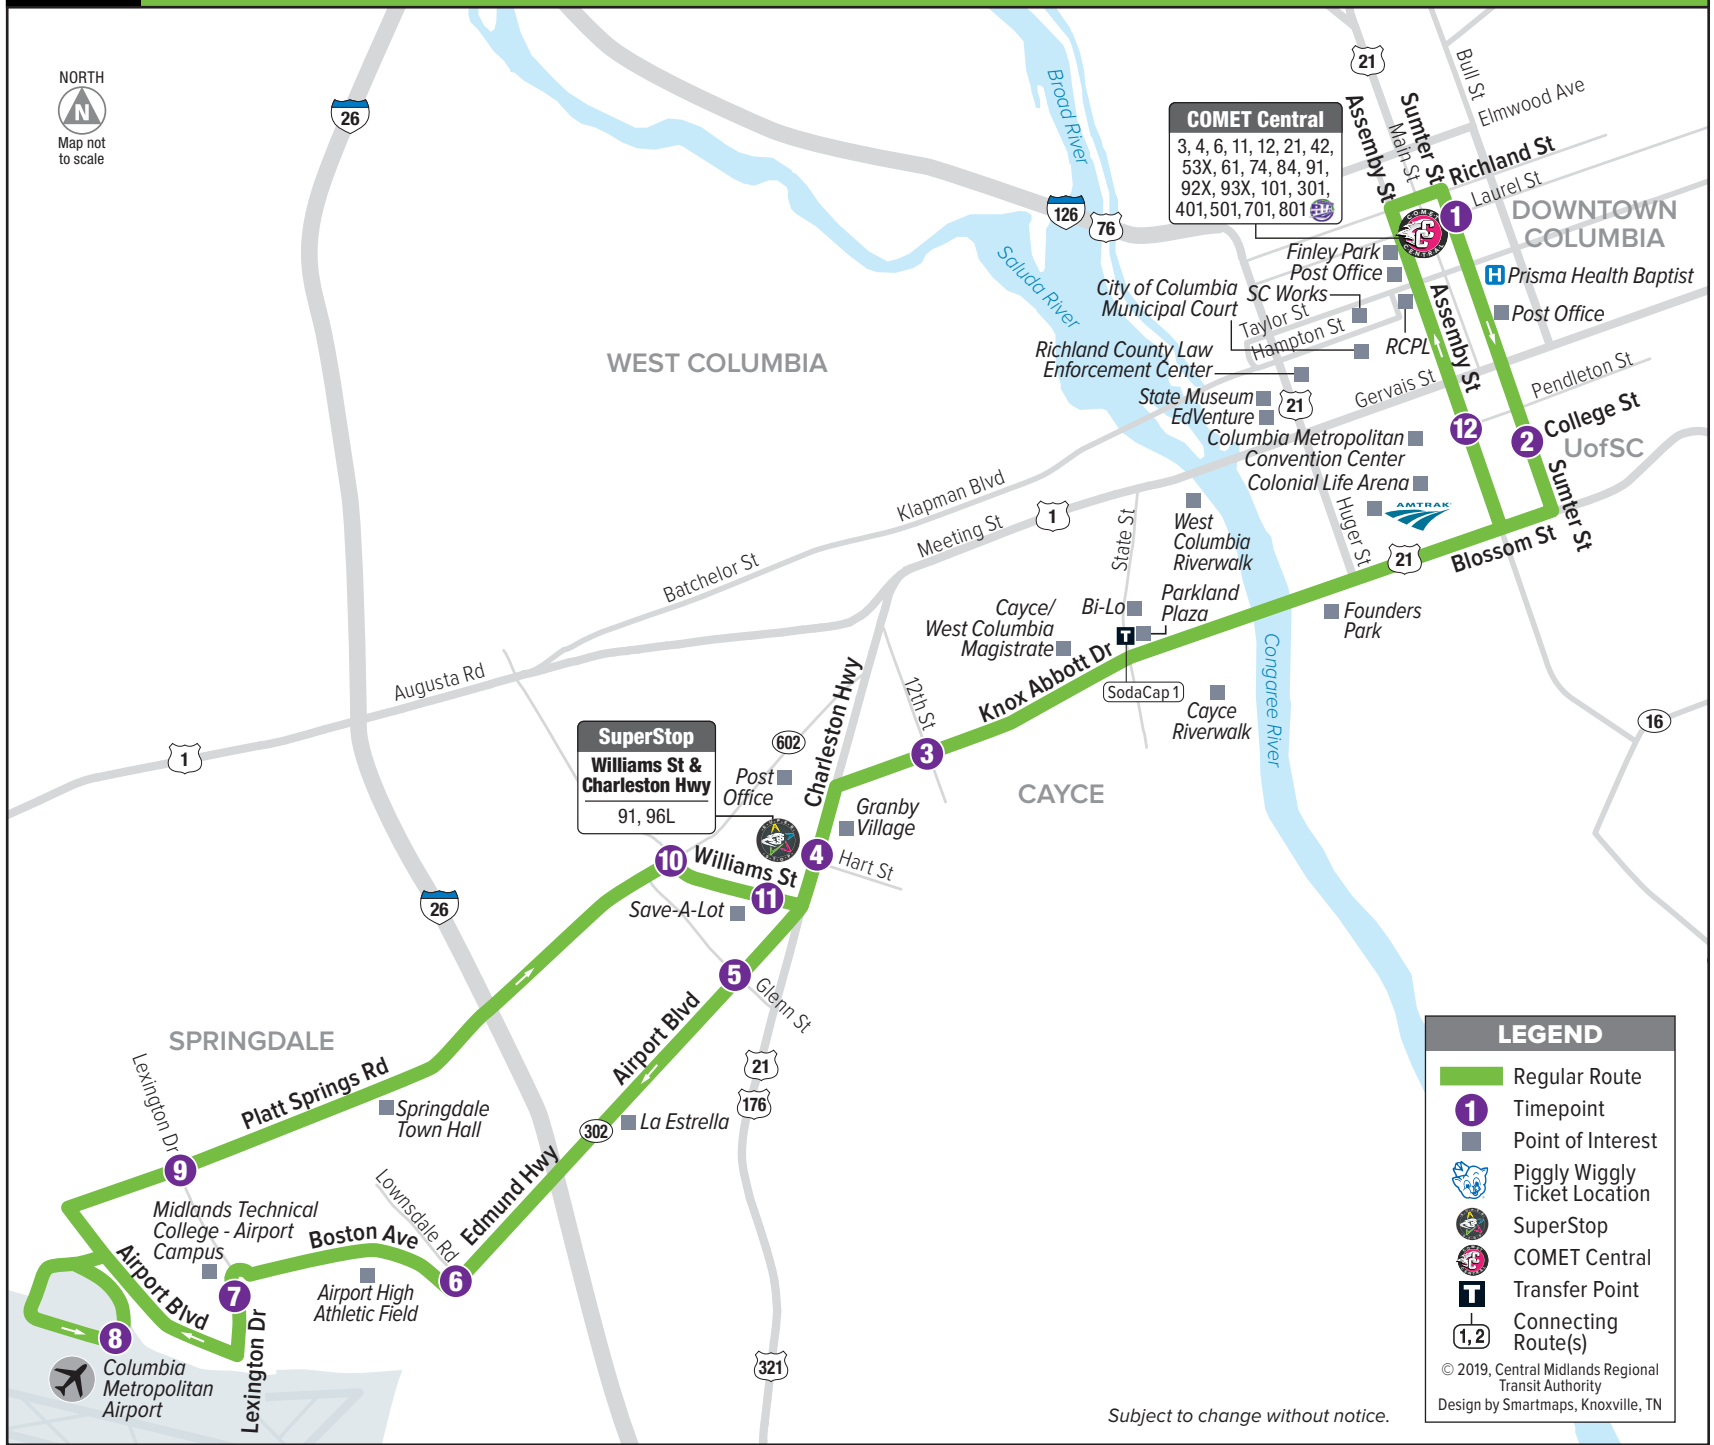 NORTH
N
Map not
to scale
26
Broad River
21
Bull St
Elmwood Ave
COMET Central
3, 4, 6, 11, 12, 21, 42,
53X, 61, 74, 84, 91,
92X, 93X, 101, 301,
401, 501, 701, 801
Assemby St
Sumter St
Main St
Richland St
Laurel St
126
76
1
DOWNTOWN
COLUMBIA
COMET
CENTRAL
Saluda River
Finley Park
Post Office
H Prisma Health Baptist
City of Columbia
Municipal Court
SC Works
Post Office
Taylor St
Hampton St
RCPL
Assemby St
Richland County Law
Enforcement Center
WEST COLUMBIA
Gervais St
Pendleton St
State Museum
EdVenture
21
College St
12
2
UofSC
Columbia Metropolitan
Convention Center
Colonial Life Arena
AMTRAK
Sumter St
Huger St
Klapman Blvd
Meeting St
1
State St
West
Columbia
Riverwalk
21
Blossom St
Batchelor St
Parkland
Plaza
Bi-Lo
T
Cayce/
West Columbia
Magistrate
Founders
Park
Congaree River
Knox Abbott Dr
SodaCap 1
Cayce
Riverwalk
Augusta Rd
1
12th St
3
16
Charleston Hwy
602
SuperStop
Williams St &
Charleston Hwy
91, 96L
Post
Office
CAYCE
Granby
Village
4
Hart St
10
Williams St
11
Save-A-Lot
26
5
Glenn St
Airport Blvd
SPRINGDALE
21
176
Lexington Dr
Platt Springs Rd
Springdale
Town Hall
302
La Estrella
9
Edmund Hwy
Lownsdale Rd
Midlands Technical
College - Airport
Campus
Boston Ave
6
7
Airport High
Athletic Field
Airport Blvd
8
Lexington Dr
Columbia
Metropolitan
Airport
321
LEGEND
Regular Route
1 Timepoint
Point of Interest
Piggly Wiggly
Ticket Location
SuperStop
COMET Central
T Transfer Point
1, 2 Connecting
Route(s)
© 2019, Central Midlands Regional
Transit Authority
Design by Smartmaps, Knoxville, TN
Subject to change without notice.